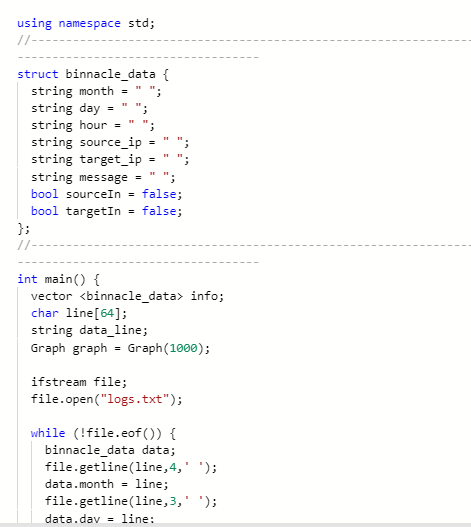 using namespace std;
//---------------------------------------------------------------
----------------------------------
struct binnacle_data {
  string month = " ";
  string day = " ";
  string hour = " ";
  string source_ip = " ";
  string target_ip = " ";
  string message = " ";
  bool sourceIn = false;
  bool targetIn = false;
};
//---------------------------------------------------------------
----------------------------------
int main() {
  vector <binnacle_data> info;
  char line[64];
  string data_line;
  Graph graph = Graph(1000);

  ifstream file;
  file.open("logs.txt");

  while (!file.eof()) {
    binnacle_data data;
    file.getline(line,4,' ');
    data.month = line;
    file.getline(line,3,' ');
    data.day = line;